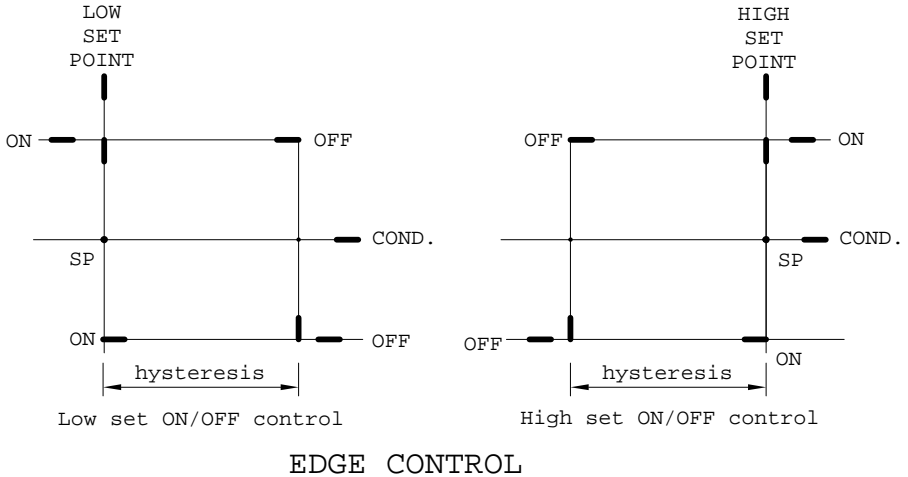 LOW
SET
POINT
HIGH
SET
POINT
ON
OFF
OFF
ON
SP
COND.
SP
COND.
ON
OFF
OFF
ON
hysteresis
hysteresis
Low set ON/OFF control
High set ON/OFF control
EDGE CONTROL